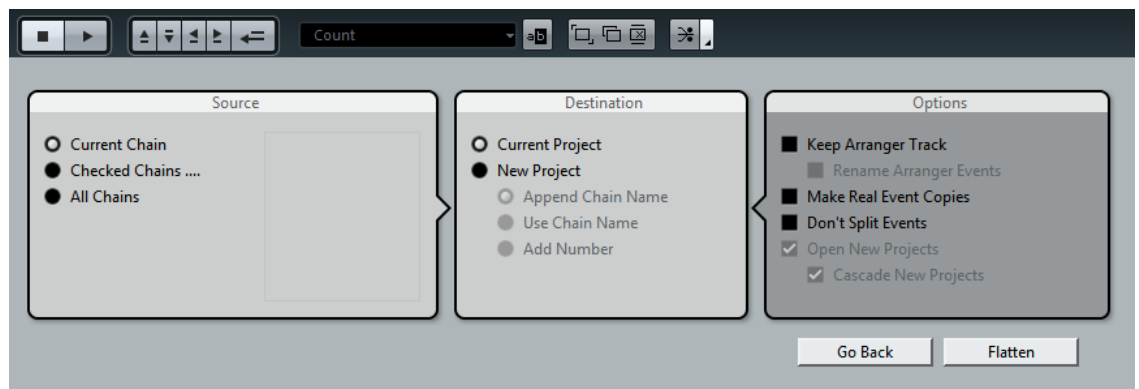 Count
ab
Source
Current Chain
Checked Chains ....
All Chains
Destination
Current Project
New Project
Append Chain Name
Use Chain Name
Add Number
Options
Keep Arranger Track
Rename Arranger Events
Make Real Event Copies
Don't Split Events
Open New Projects
Cascade New Projects
Go Back
Flatten